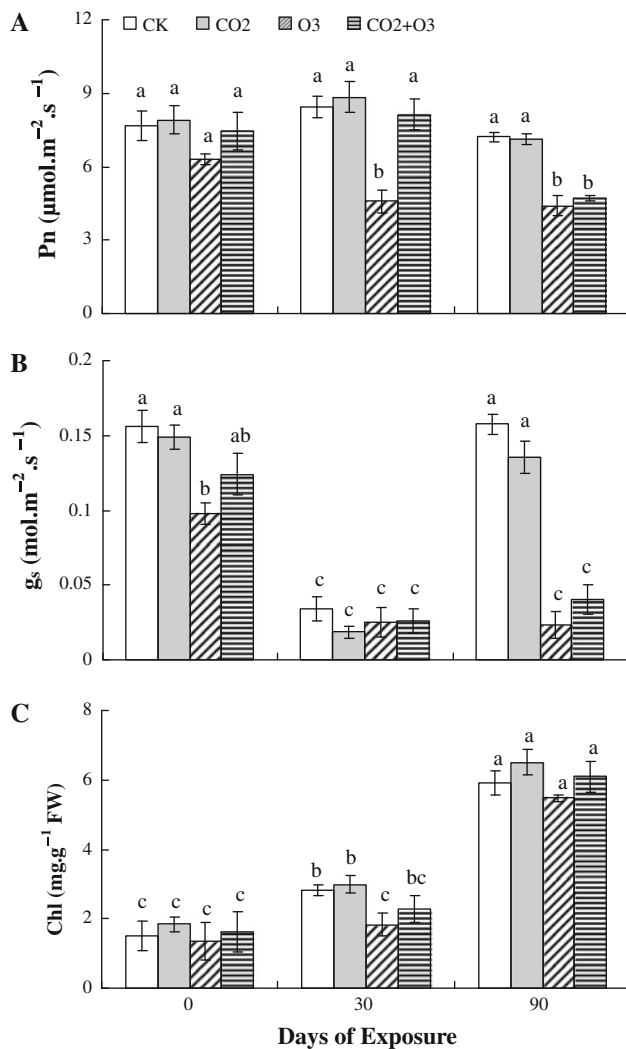 A
CK CO2 O3 CO2+O3
Pn (µmol.m⁻².s⁻¹)
12
9
6
3
0
a a a a
a a b a
a a b b
B
gs (mol.m⁻².s⁻¹)
0.2
0.15
0.1
0.05
0
a a b ab
c c c c
a a c c
C
Chl (mg.g⁻¹ FW)
8
6
4
2
0
c c c c
b b c bc
a a a a
0 30 90
Days of Exposure